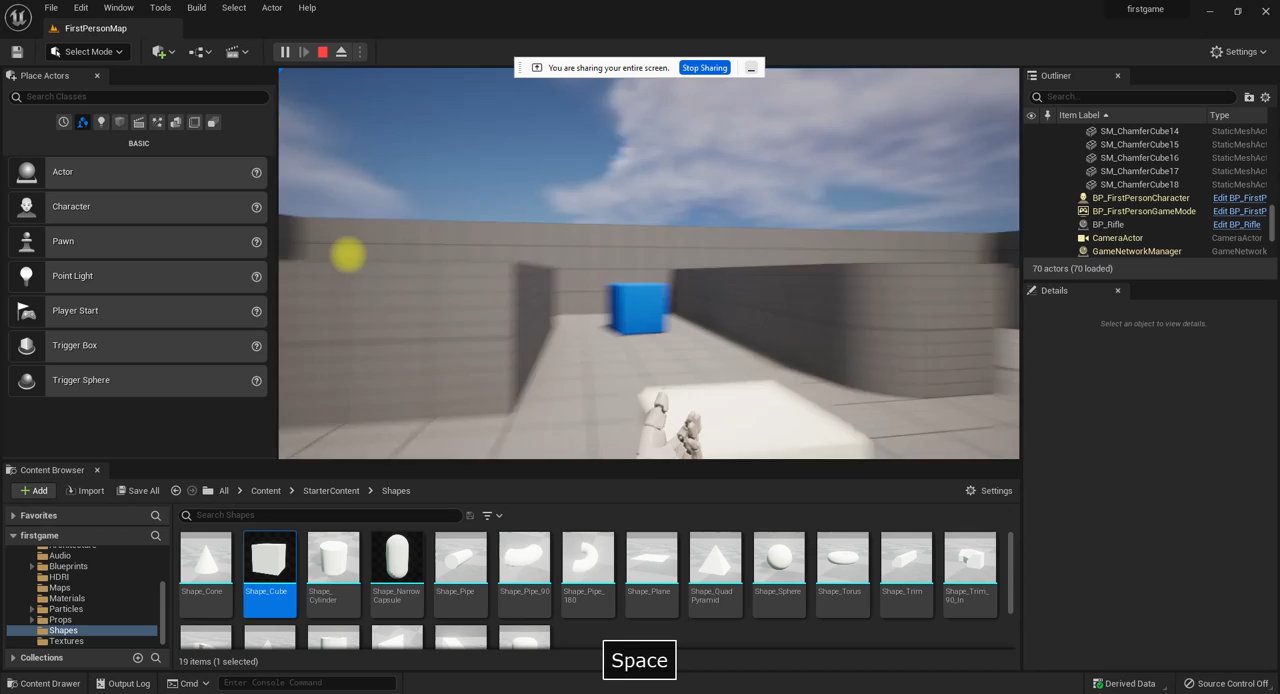 File Edit Window Tools Build Select Actor Help
firstgame
FirstPersonMap
Select Mode
Settings
You are sharing your entire screen. Stop Sharing
Place Actors
Search Classes
BASIC
Actor
Character
Pawn
Point Light
Player Start
Trigger Box
Trigger Sphere
Outliner
Search...
Item Label Type
SM_ChamferCube14 StaticMeshAct
SM_ChamferCube15 StaticMeshAct
SM_ChamferCube16 StaticMeshAct
SM_ChamferCube17 StaticMeshAct
SM_ChamferCube18 StaticMeshAct
BP_FirstPersonCharacter Edit BP_FirstP
BP_FirstPersonGameMode Edit BP_FirstP
BP_Rifle Edit BP_Rifle
CameraActor CameraActor
GameNetworkManager GameNetwork
70 actors (70 loaded)
Details
Select an object to view details.
Content Browser
Add Import Save All All Content StarterContent Shapes Settings
Favorites
firstgame
Audio
Blueprints
HDRI
Maps
Materials
Particles
Props
Shapes
Textures
Collections
Search Shapes
Shape_Cone
Shape_Cube
Shape_
Cylinder
Shape_Narrow
Capsule
Shape_Pipe
Shape_Pipe_90
Shape_Pipe_
180
Shape_Plane
Shape_Quad
Pyramid
Shape_Sphere
Shape_Torus
Shape_Trim
Shape_Trim_
90_In
19 items (1 selected)
Space
Content Drawer Output Log Cmd Enter Console Command Derived Data Source Control Off